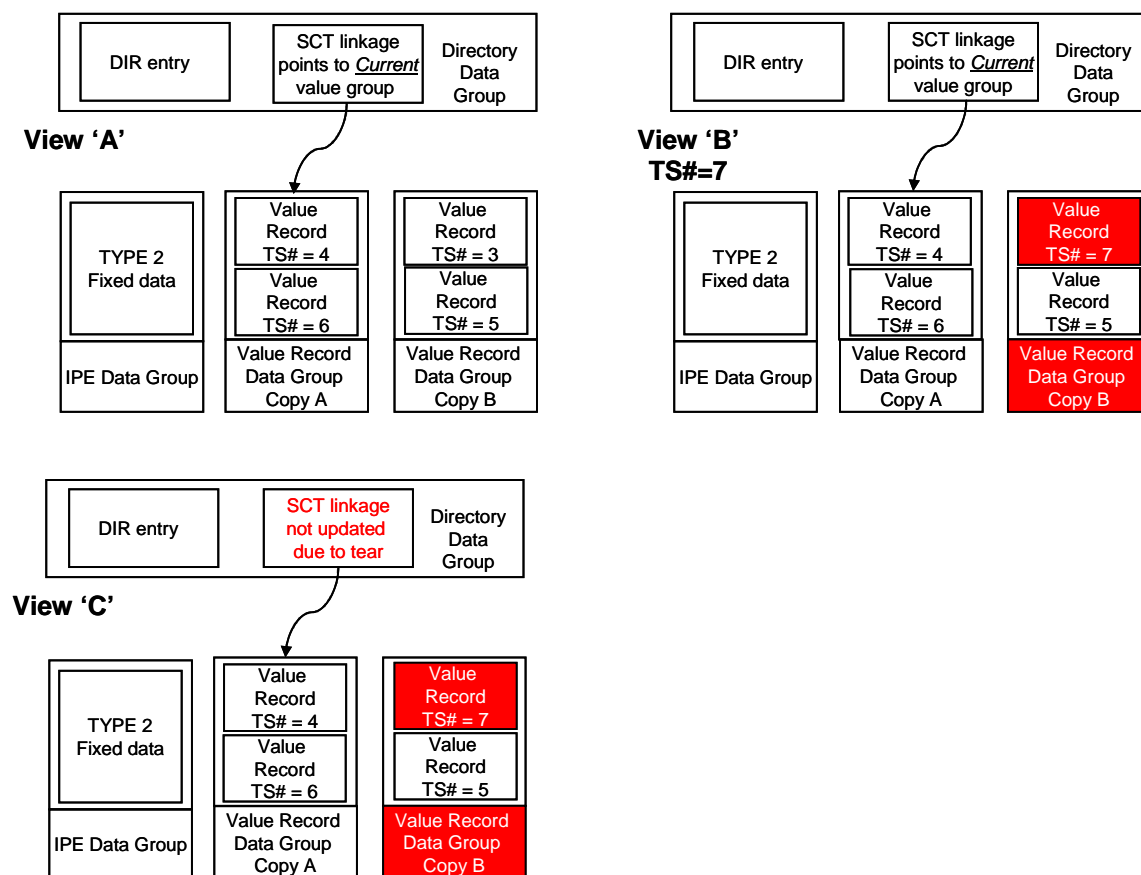 DIR entry
SCT linkage
points to Current
value group
Directory
Data
Group
View ‘A’
TYPE 2
Fixed data
IPE Data Group
Value
Record
TS# = 4
Value
Record
TS# = 6
Value Record
Data Group
Copy A
Value
Record
TS# = 3
Value
Record
TS# = 5
Value Record
Data Group
Copy B
DIR entry
SCT linkage
points to Current
value group
Directory
Data
Group
View ‘B’
TS#=7
TYPE 2
Fixed data
IPE Data Group
Value
Record
TS# = 4
Value
Record
TS# = 6
Value Record
Data Group
Copy A
Value
Record
TS# = 7
Value
Record
TS# = 5
Value Record
Data Group
Copy B
DIR entry
SCT linkage
not updated
due to tear
Directory
Data
Group
View ‘C’
TYPE 2
Fixed data
IPE Data Group
Value
Record
TS# = 4
Value
Record
TS# = 6
Value Record
Data Group
Copy A
Value
Record
TS# = 7
Value
Record
TS# = 5
Value Record
Data Group
Copy B